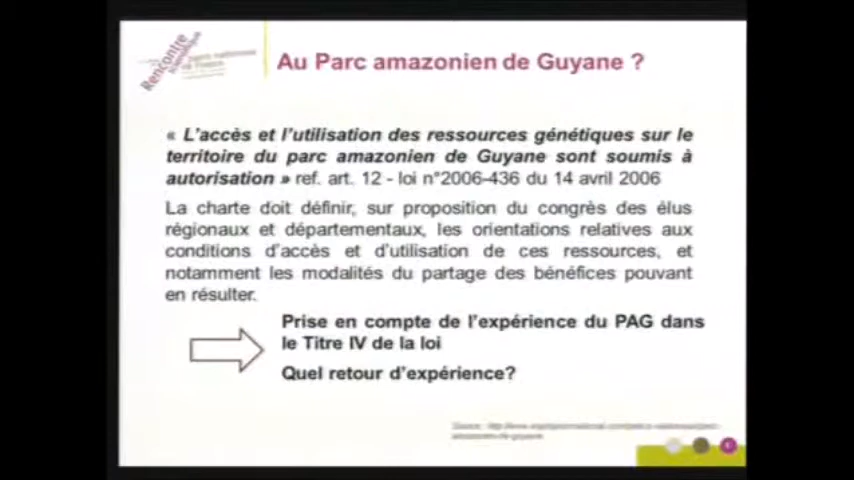 Rencontre
Au Parc amazonien de Guyane ?
« L'accès et l'utilisation des ressources génétiques sur le
territoire du parc amazonien de Guyane sont soumis à
autorisation » ref. art. 12 - loi n°2006-436 du 14 avril 2006
La charte doit définir, sur proposition du congrès des élus
régionaux et départementaux, les orientations relatives aux
conditions d'accès et d'utilisation de ces ressources, et
notamment les modalités du partage des bénéfices pouvant
en résulter.
Prise en compte de l'expérience du PAG dans
le Titre IV de la loi
Quel retour d'expérience?